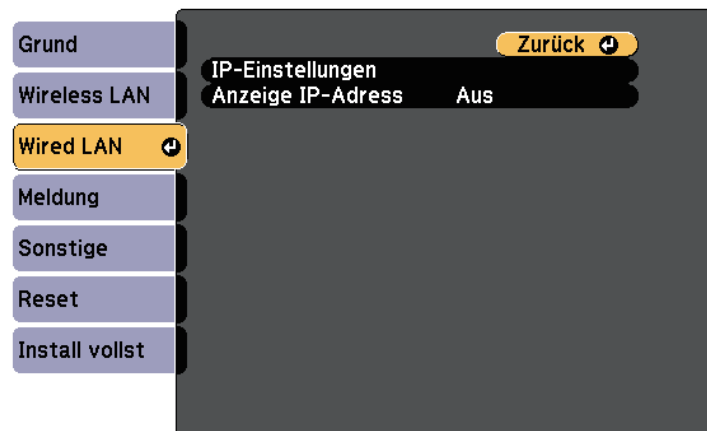 Grund
Wireless LAN
Wired LAN
Meldung
Sonstige
Reset
Install vollst
Zurück
IP-Einstellungen
Anzeige IP-Adress Aus